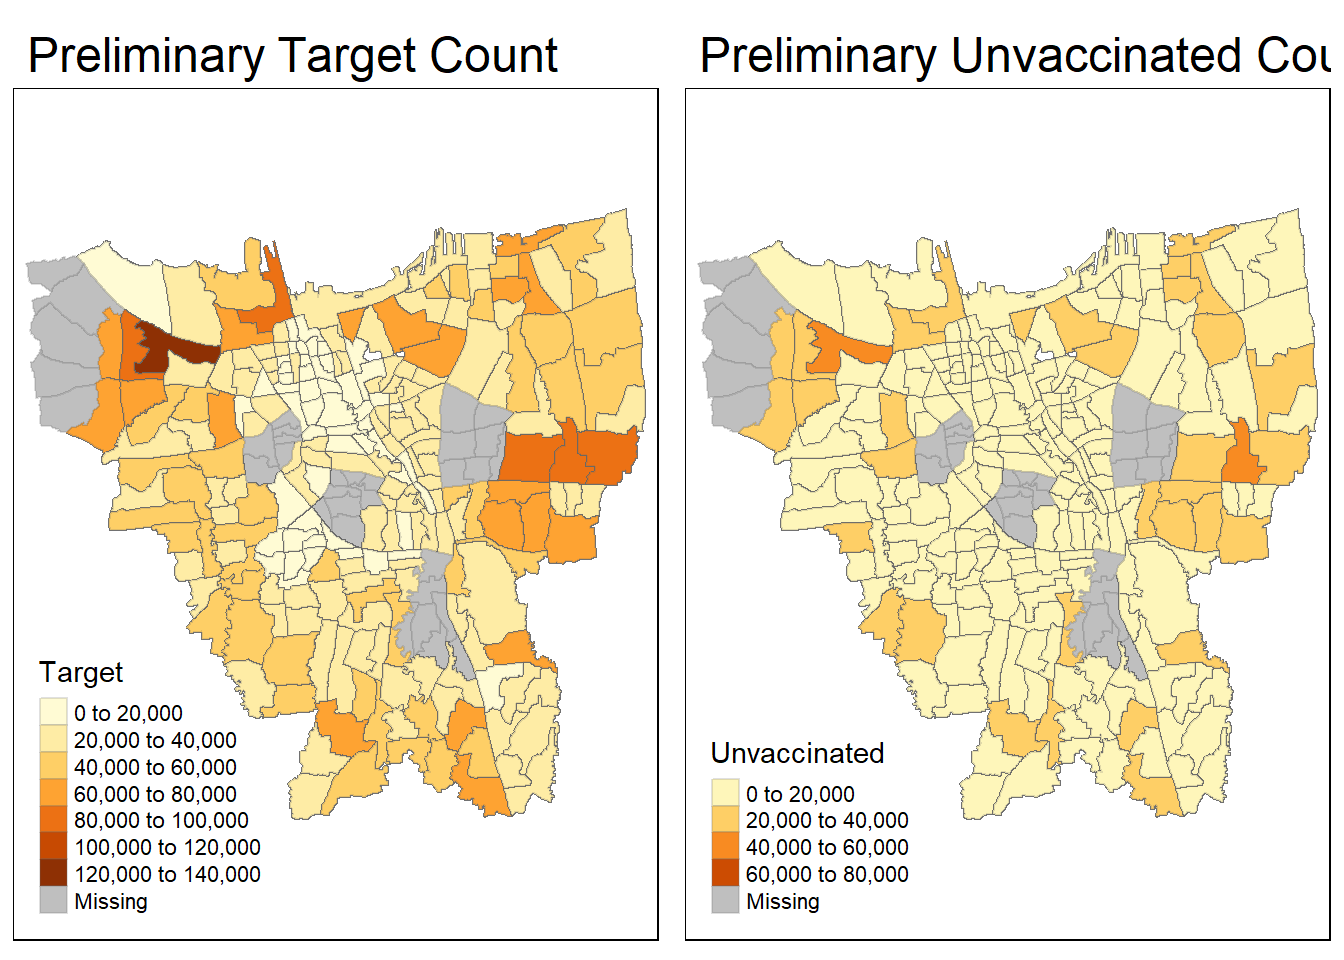 Preliminary Target Count
Target
0 to 20,000
20,000 to 40,000
40,000 to 60,000
60,000 to 80,000
80,000 to 100,000
100,000 to 120,000
120,000 to 140,000
Missing
Preliminary Unvaccinated Cou
Unvaccinated
0 to 20,000
20,000 to 40,000
40,000 to 60,000
60,000 to 80,000
Missing